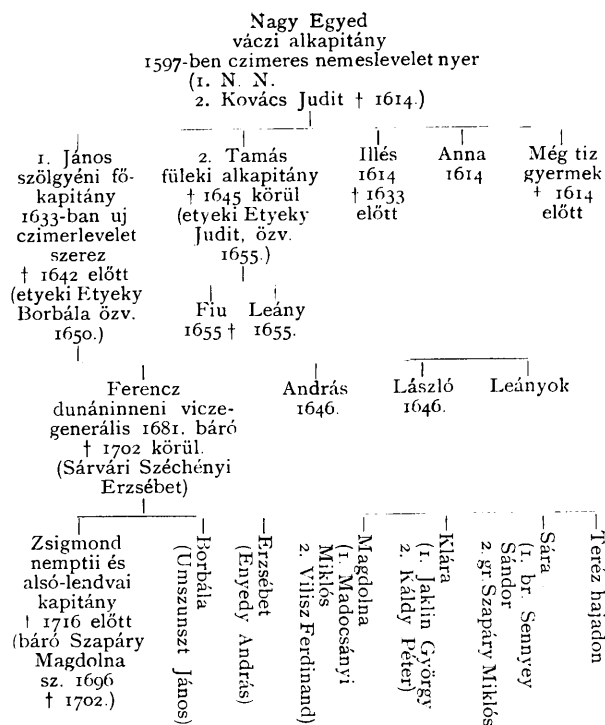 Nagy Egyed
váczi alkapitány
1597-ben czimeres nemeslevelet nyer
(1. N. N.
2. Kovács Judit † 1614.)
1. János
szölgyéni fő-
kapitány
1633-ban uj
czimerlevelet
szerez
† 1642 előtt
(etyeki Etyeky
Borbála özv.
1650.)
2. Tamás
füleki alkapitány
† 1645 körül
(etyeki Etyeky
Judit, özv.
1655.)
Illés
1614
† 1633
előtt
Anna
1614
Még tiz
gyermek
† 1614
előtt
Fiu
1655 †
Leány
1655.
Ferencz
dunáninneni vicze-
generális 1681. báró
† 1702 körül.
(Sárvári Széchényi
Erzsébet)
András
1646.
László
1646.
Leányok
Zsigmond
nemptii és
alsó-lendvai
kapitány
† 1716 előtt
(báró Szapáry
Magdolna
sz. 1696
† 1702.)
Borbála
(Umszunszt János)
Erzsébet
(Enyedy András)
Magdolna
(1. Madocsányi
Miklós
2. Vilisz Ferdinand)
Klára
(1. Jaklin György
2. Káldy Péter)
Sára
(1. br. Sennyey
Sándor
2. gr. Szapáry Miklós
Teréz hajadon